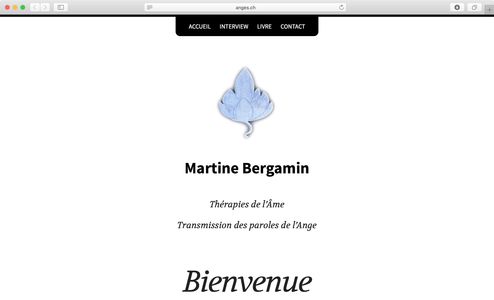 anges.ch
ACCUEIL INTERVIEW LIVRE CONTACT
Martine Bergamin
Thérapies de l'Âme
Transmission des paroles de l'Ange
Bienvenue